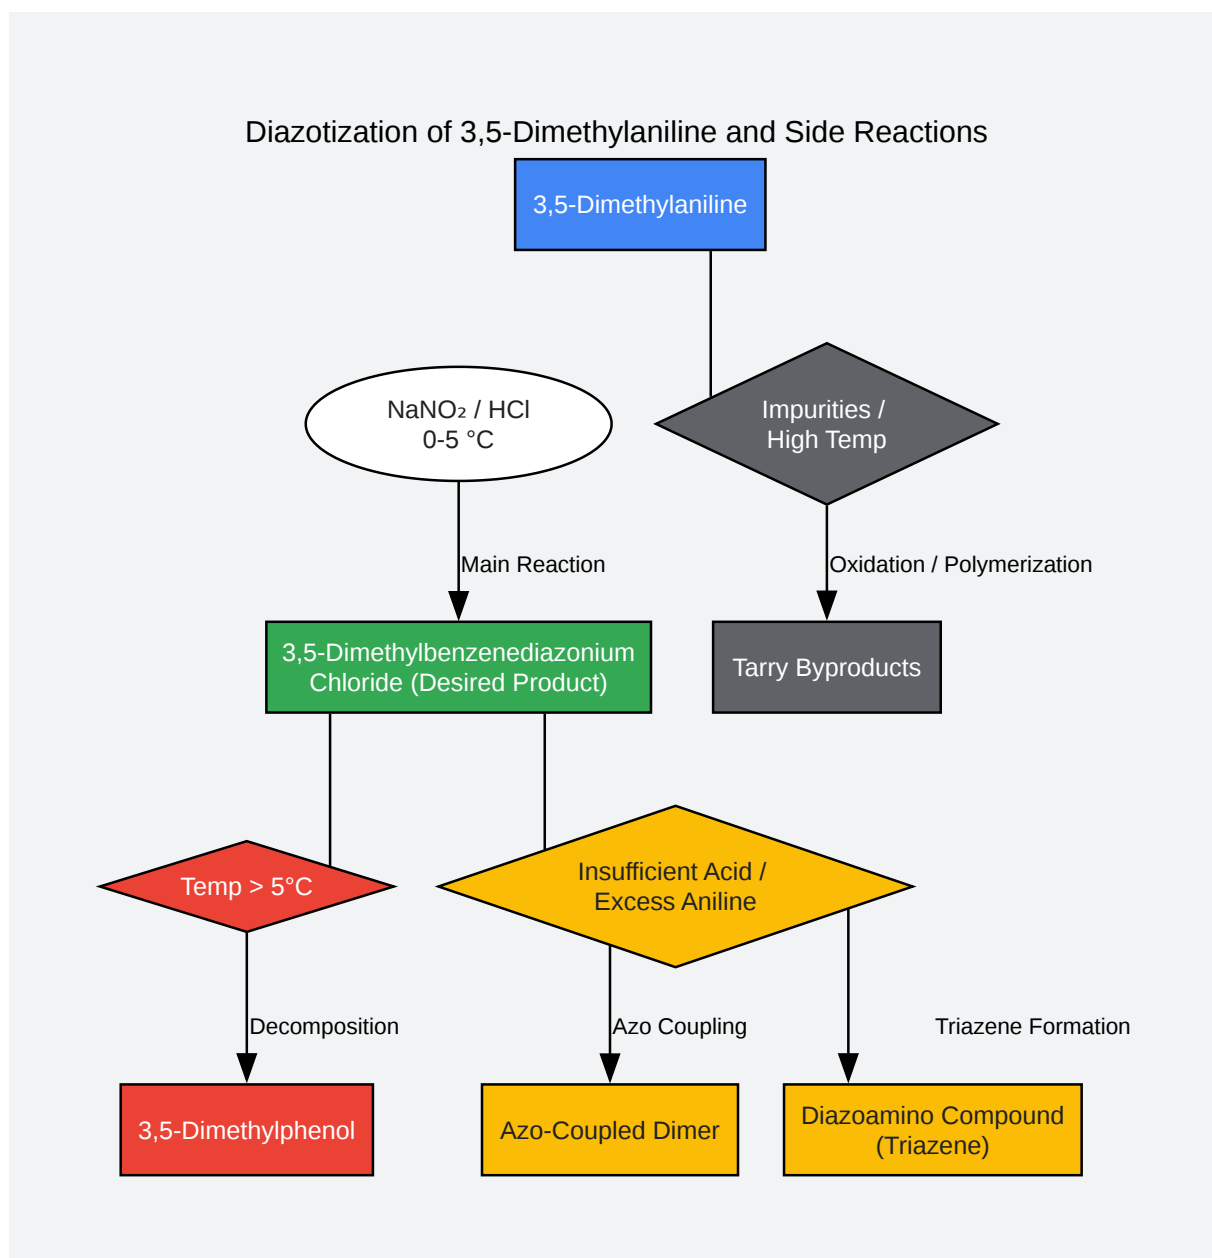 Diazotization of 3,5-Dimethylaniline and Side Reactions
3,5-Dimethylaniline
NaNO₂ / HCl
0-5 °C
Impurities /
High Temp
Main Reaction
Oxidation / Polymerization
3,5-Dimethylbenzenediazonium
Chloride (Desired Product)
Tarry Byproducts
Temp > 5°C
Insufficient Acid /
Excess Aniline
Decomposition
Azo Coupling
Triazene Formation
3,5-Dimethylphenol
Azo-Coupled Dimer
Diazoamino Compound
(Triazene)